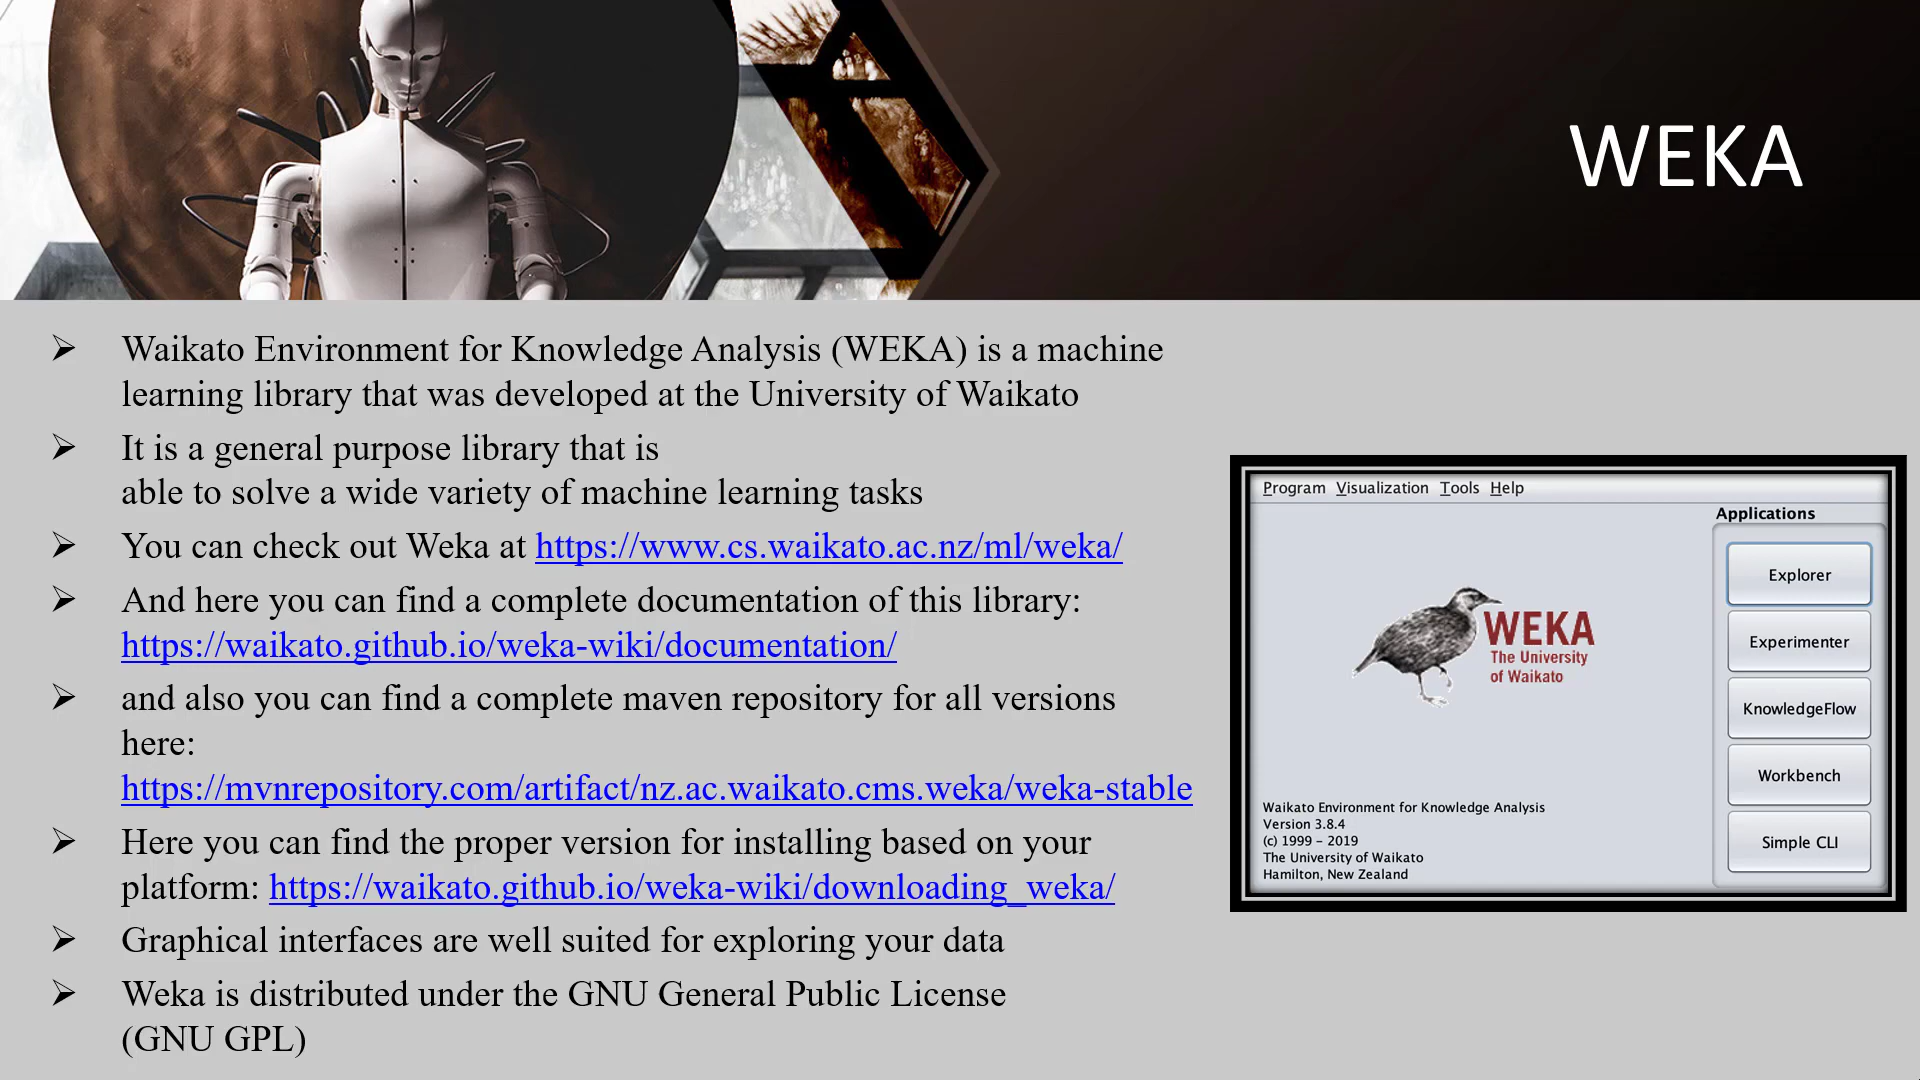 WEKA
Waikato Environment for Knowledge Analysis (WEKA) is a machine
learning library that was developed at the University of Waikato
It is a general purpose library that is
able to solve a wide variety of machine learning tasks
You can check out Weka at https://www.cs.waikato.ac.nz/ml/weka/
And here you can find a complete documentation of this library:
https://waikato.github.io/weka-wiki/documentation/
and also you can find a complete maven repository for all versions
here:
https://mvnrepository.com/artifact/nz.ac.waikato.cms.weka/weka-stable
Here you can find the proper version for installing based on your
platform: https://waikato.github.io/weka-wiki/downloading_weka/
Graphical interfaces are well suited for exploring your data
Weka is distributed under the GNU General Public License
(GNU GPL)
Program Visualization Tools Help
Applications
Explorer
Experimenter
KnowledgeFlow
Workbench
Simple CLI
WEKA
The University
of Waikato
Waikato Environment for Knowledge Analysis
Version 3.8.4
(c) 1999 - 2019
The University of Waikato
Hamilton, New Zealand